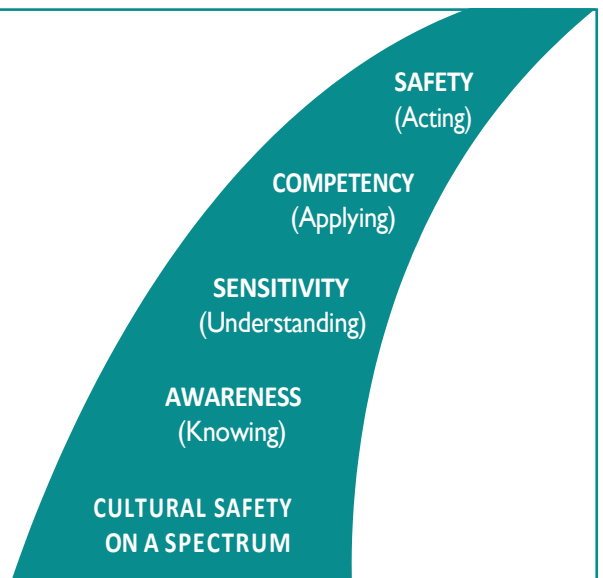 SAFETY
(Acting)
COMPETENCY
(Applying)
SENSITIVITY
(Understanding)
AWARENESS
(Knowing)
CULTURAL SAFETY
ON A SPECTRUM